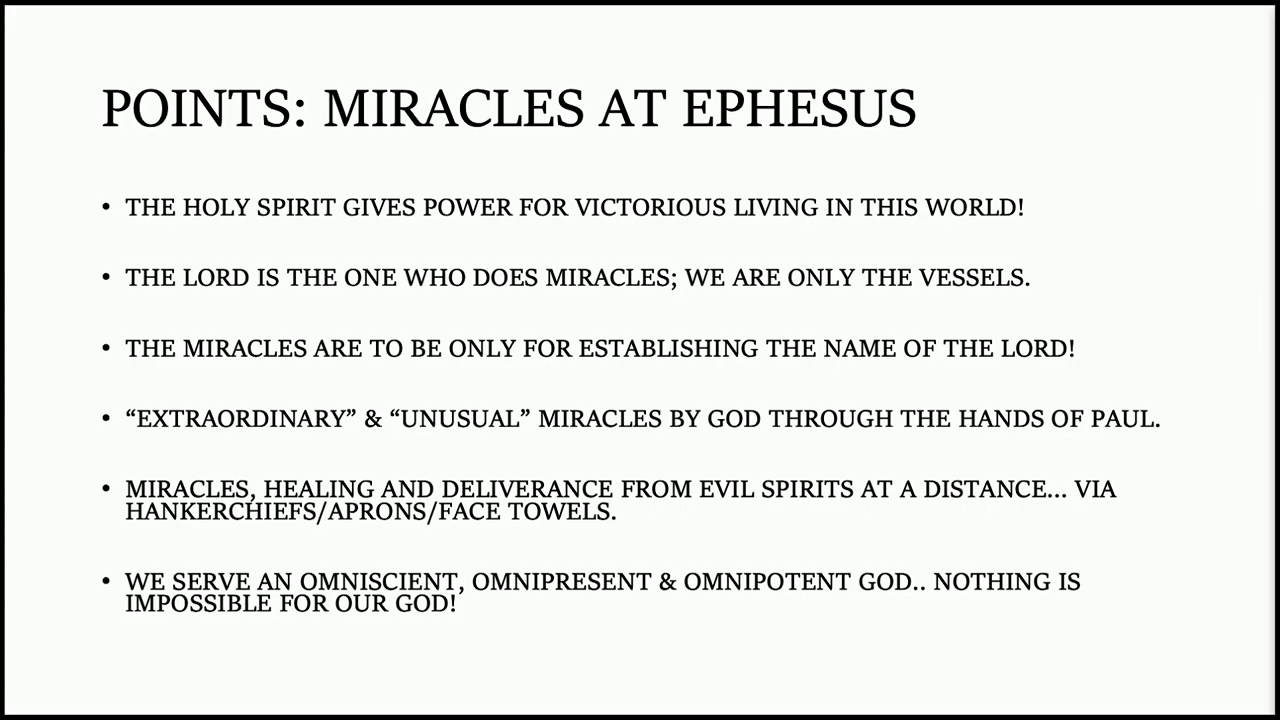 POINTS: MIRACLES AT EPHESUS
• THE HOLY SPIRIT GIVES POWER FOR VICTORIOUS LIVING IN THIS WORLD!
• THE LORD IS THE ONE WHO DOES MIRACLES; WE ARE ONLY THE VESSELS.
• THE MIRACLES ARE TO BE ONLY FOR ESTABLISHING THE NAME OF THE LORD!
• “EXTRAORDINARY” & “UNUSUAL” MIRACLES BY GOD THROUGH THE HANDS OF PAUL.
• MIRACLES, HEALING AND DELIVERANCE FROM EVIL SPIRITS AT A DISTANCE... VIA
HANKERCHIEFS/APRONS/FACE TOWELS.
• WE SERVE AN OMNISCIENT, OMNIPRESENT & OMNIPOTENT GOD.. NOTHING IS
IMPOSSIBLE FOR OUR GOD!